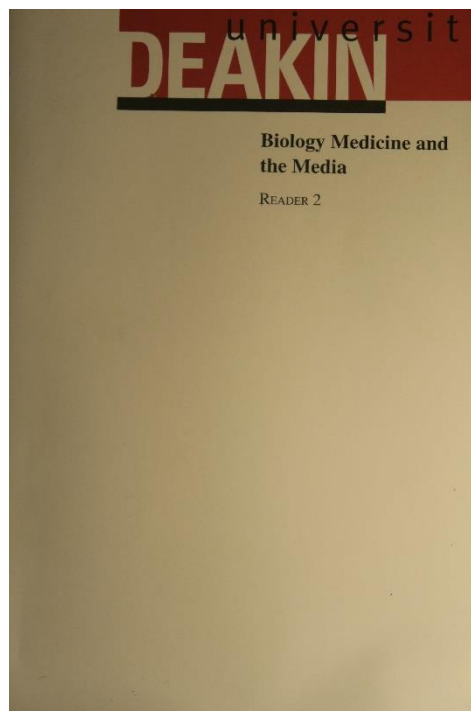 universit
DEAKIN
Biology Medicine and
the Media
READER 2